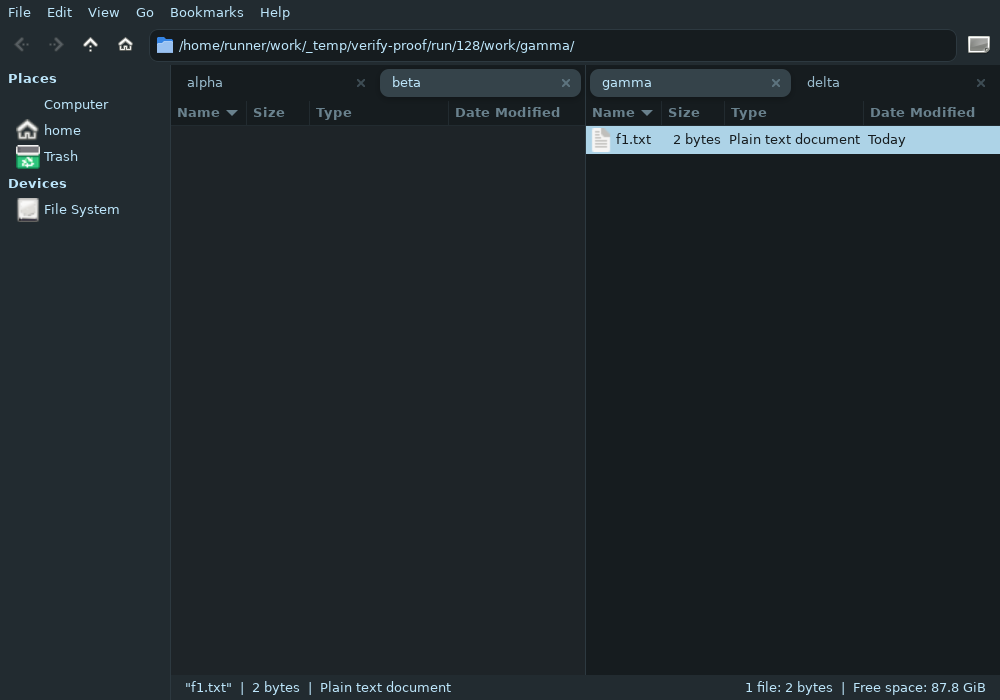 File Edit View Go Bookmarks Help
/home/runner/work/_temp/verify-proof/run/128/work/gamma/
Places
Computer
home
Trash
Devices
File System
alpha beta
Name Size Type Date Modified
gamma delta
Name Size Type Date Modified
f1.txt 2 bytes Plain text document Today
"f1.txt" | 2 bytes | Plain text document
1 file: 2 bytes | Free space: 87.8 GiB